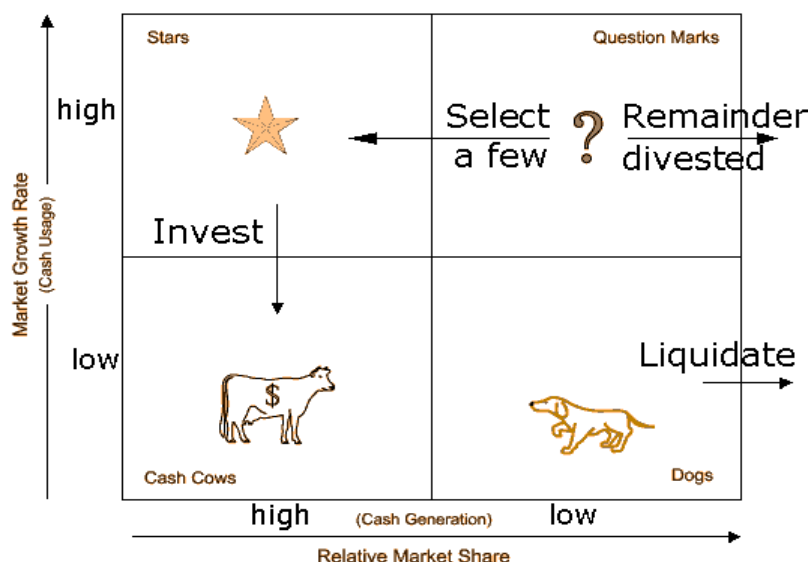 Stars
Question Marks
high
Select
a few
?
Remainder
divested
Invest
Market Growth Rate
(Cash Usage)
low
$
Liquidate
Cash Cows
Dogs
high
(Cash Generation)
low
Relative Market Share